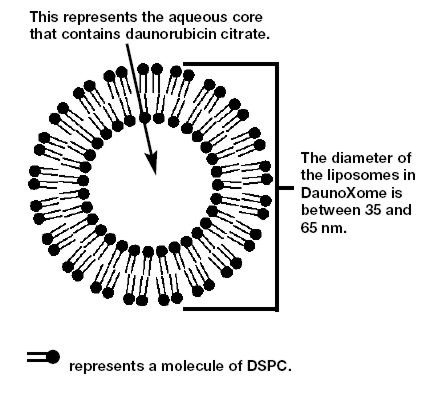 This represents the aqueous core
that contains daunorubicin citrate.
The diameter of
the liposomes in
DaunoXome is
between 35 and
65 nm.
represents a molecule of DSPC.